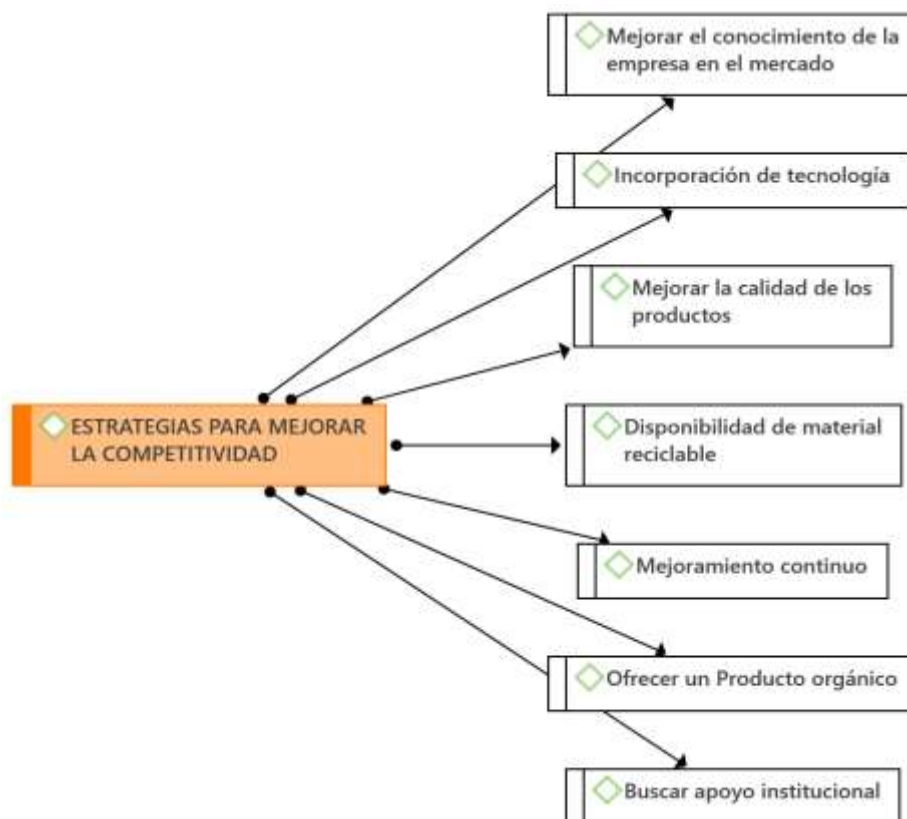 Mejorar el conocimiento de la
empresa en el mercado
Incorporación de tecnología
Mejorar la calidad de los
productos
ESTRATEGIAS PARA MEJORAR
LA COMPETITIVIDAD
Disponibilidad de material
reciclable
Mejoramiento continuo
Ofrecer un Producto orgánico
Buscar apoyo institucional